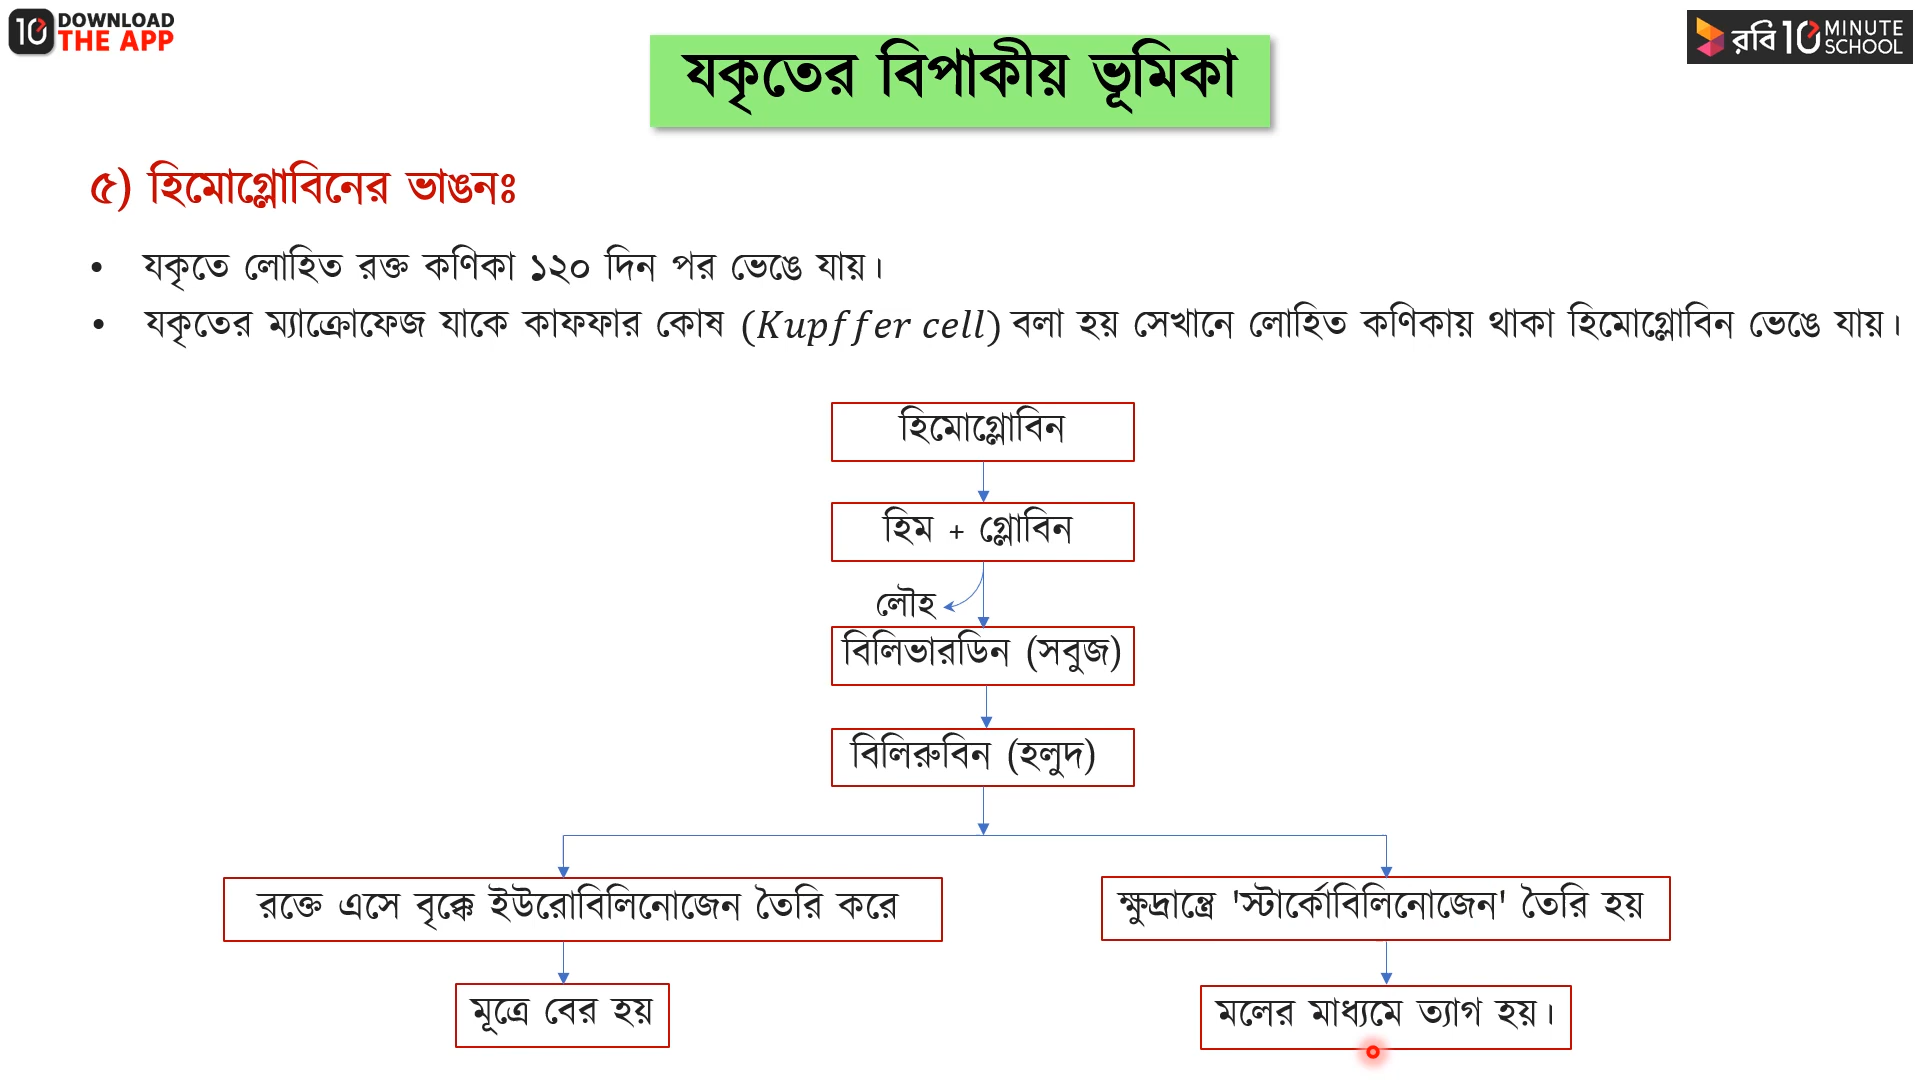 10 DOWNLOAD THE APP
রবি 10 MINUTE SCHOOL
যকৃতের বিপাকীয় ভূমিকা
৫) হিমোগ্লোবিনের ভাঙনঃ
• যকৃতে লোহিত রক্ত কণিকা ১২০ দিন পর ভেঙে যায়।
• যকৃতের ম্যাক্রোফেজ যাকে কাফফার কোষ (Kupffer cell) বলা হয় সেখানে লোহিত কণিকায় থাকা হিমোগ্লোবিন ভেঙে যায়।
হিমোগ্লোবিন
হিম + গ্লোবিন
লৌহ
বিলিভারডিন (সবুজ)
বিলিরুবিন (হলুদ)
রক্তে এসে বৃক্কে ইউরোবিলিনোজেন তৈরি করে
ক্ষুদ্রান্ত্রে 'স্টার্কোবিলিনোজেন' তৈরি হয়
মূত্রে বের হয়
মলের মাধ্যমে ত্যাগ হয়।